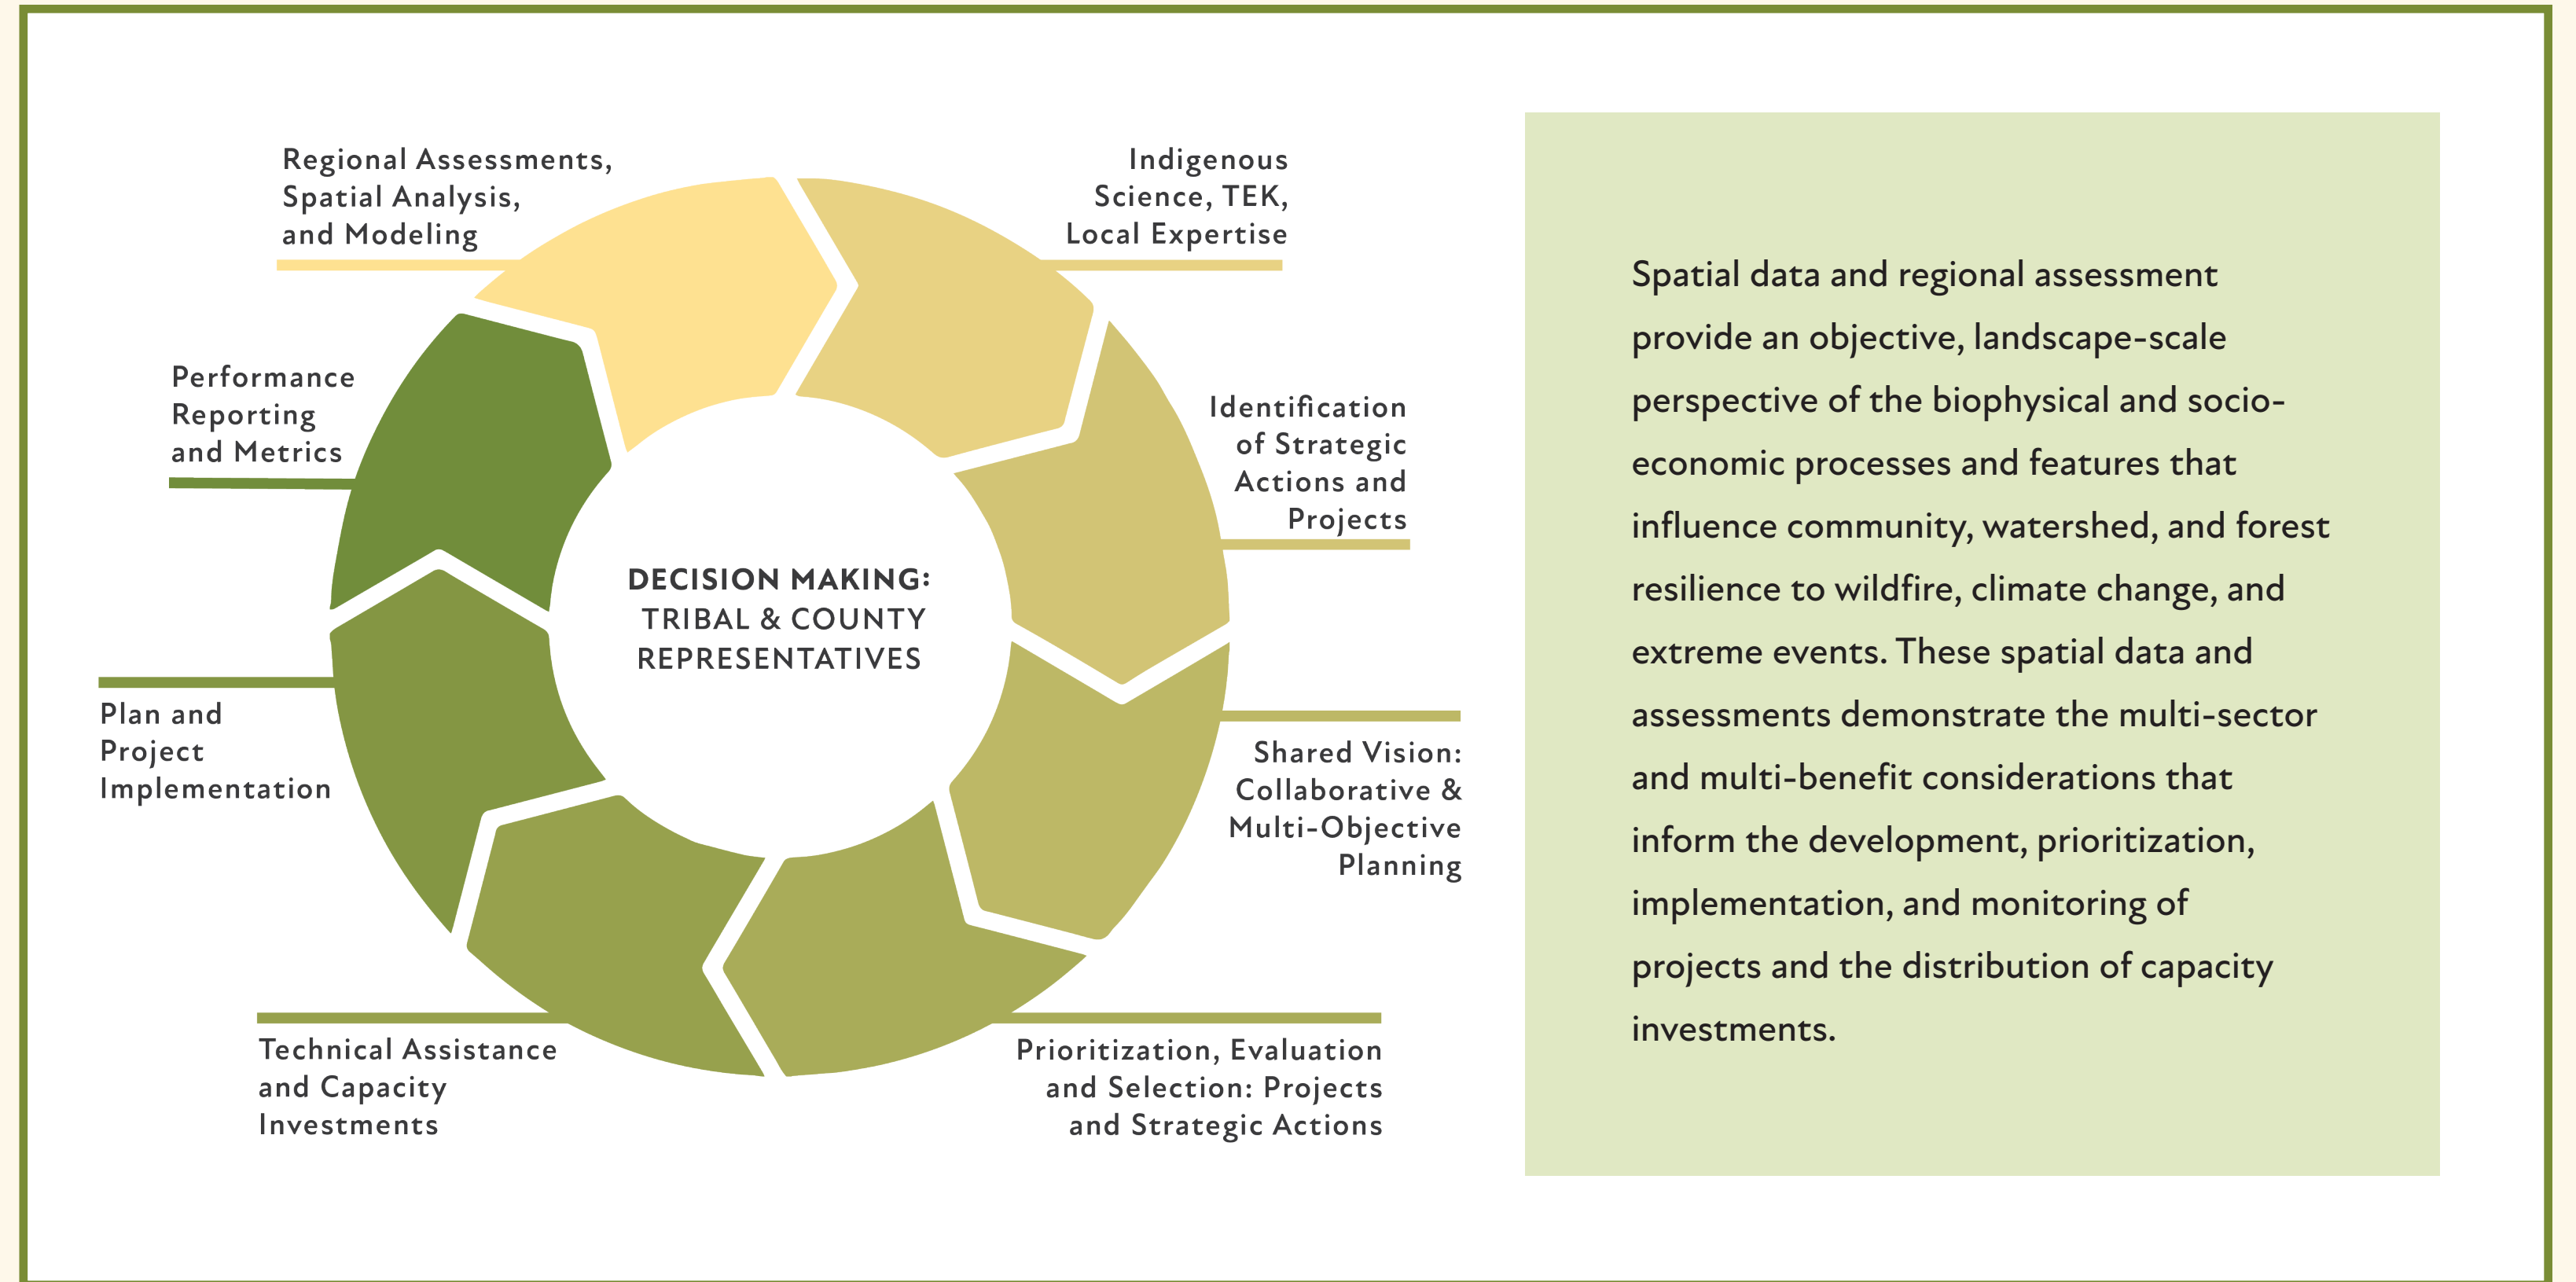 Regional Assessments,
Spatial Analysis,
and Modeling
Indigenous
Science, TEK,
Local Expertise
Identification
of Strategic
Actions and
Projects
Shared Vision:
Collaborative &
Multi-Objective
Planning
Prioritization, Evaluation
and Selection: Projects
and Strategic Actions
Technical Assistance
and Capacity
Investments
Plan and
Project
Implementation
Performance
Reporting
and Metrics
DECISION MAKING:
TRIBAL & COUNTY
REPRESENTATIVES
Spatial data and regional assessment
provide an objective, landscape-scale
perspective of the biophysical and socio-
economic processes and features that
influence community, watershed, and forest
resilience to wildfire, climate change, and
extreme events. These spatial data and
assessments demonstrate the multi-sector
and multi-benefit considerations that
inform the development, prioritization,
implementation, and monitoring of
projects and the distribution of capacity
investments.